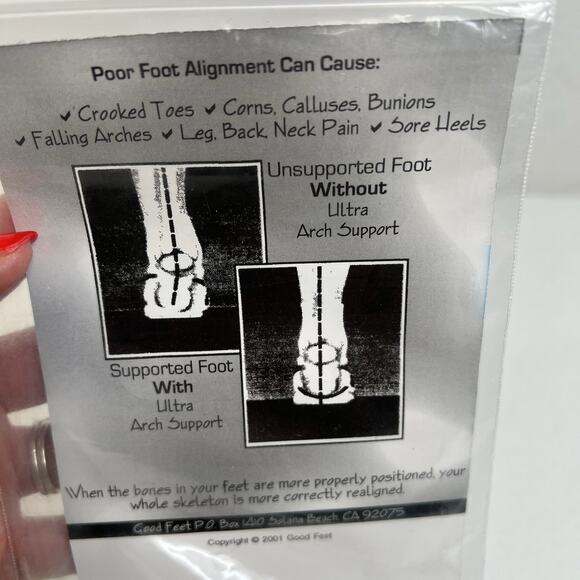 Poor Foot Alignment Can Cause:
✔ Crooked Toes ✔ Corns, Calluses, Bunions
✔ Falling Arches ✔ Leg, Back, Neck Pain ✔ Sore Heels
Unsupported Foot
Without
Ultra
Arch Support
Supported Foot
With
Ultra
Arch Support
When the bones in your feet are more properly positioned, your
whole skeleton is more correctly realigned.
Good Feet P.O. Box 1410 Solana Beach, CA 92075
Copyright © 2001 Good Feet